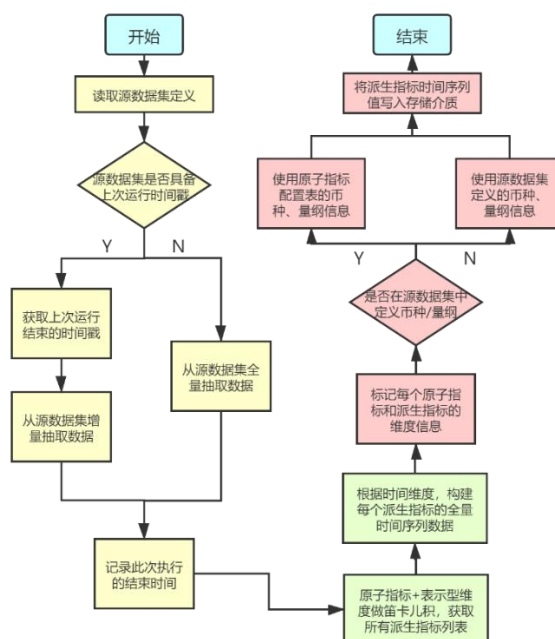 开始
读取源数据集定义
源数据集是否具备
上次运行时间戳
Y
N
获取上次运行
结束的时间戳
从源数据集增
量抽取数据
从源数据集全
量抽取数据
记录此次执行
的结束时间
原子指标+表示型维
度做笛卡儿积，获取
所有派生指标列表
根据时间维度，构建
每个派生指标的全量
时间序列数据
标记每个原子指
标和派生指标的
维度信息
是否在源数据集中
定义币种/量纲
Y
N
使用原子指标
配置表的币
种、量纲信息
使用源数据集
定义的币种、
量纲信息
将派生指标时间序列
值写入存储介质
结束